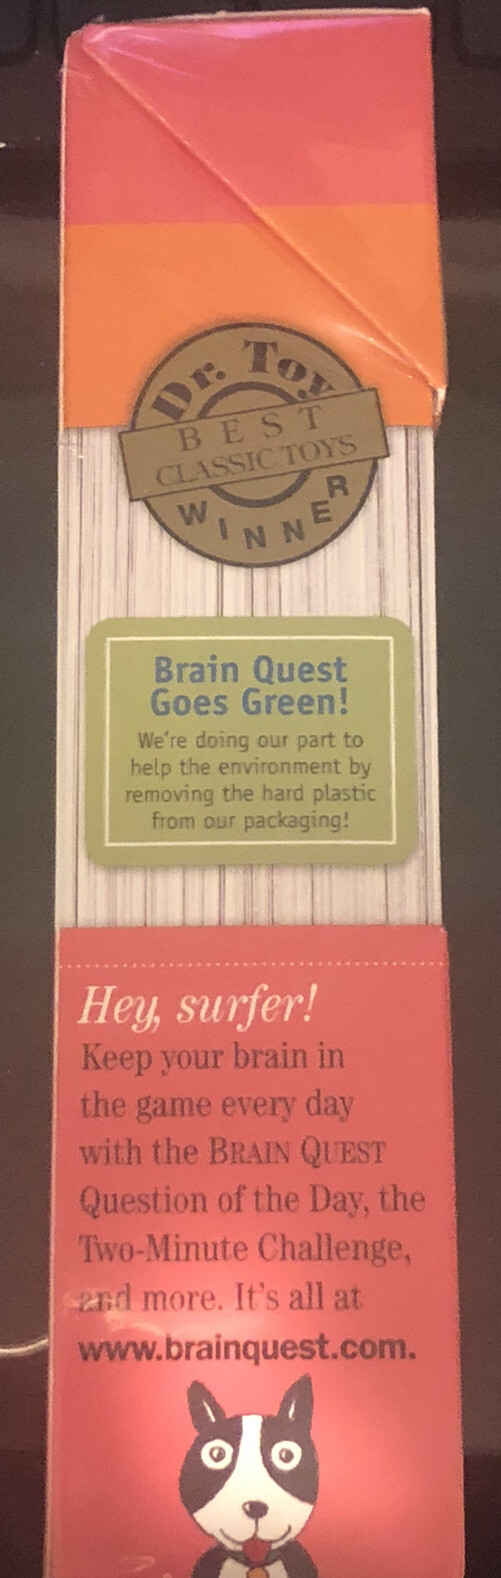 Dr. Toy
BEST
CLASSIC TOYS
WINNER
Brain Quest
Goes Green!
We're doing our part to
help the environment by
removing the hard plastic
from our packaging!
Hey, surfer!
Keep your brain in
the game every day
with the BRAIN QUEST
Question of the Day, the
Two-Minute Challenge,
and more. It's all at
www.brainquest.com.